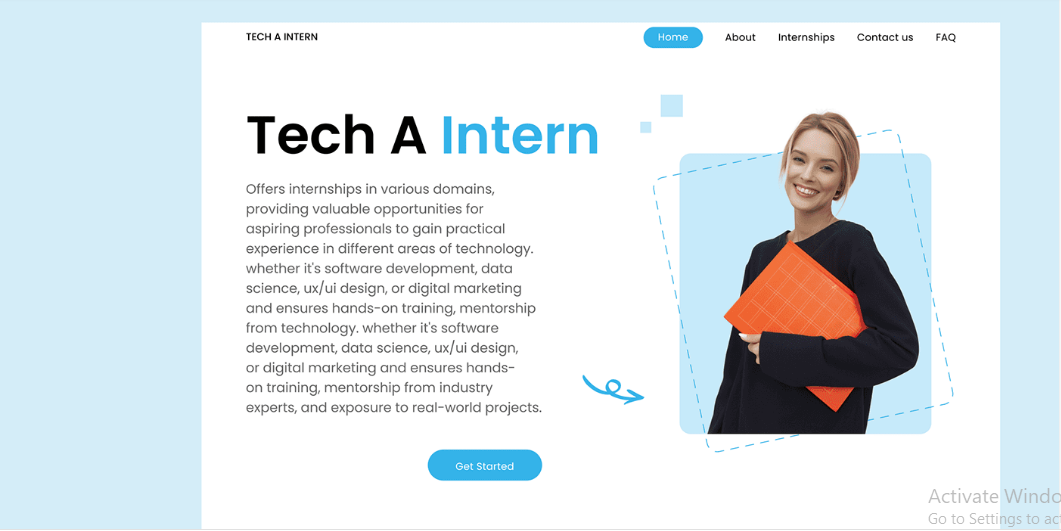 TECH A INTERN
Home About Internships Contact us FAQ
Tech A Intern
Offers internships in various domains,
providing valuable opportunities for
aspiring professionals to gain practical
experience in different areas of technology.
whether it's software development, data
science, ux/ui design, or digital marketing
and ensures hands-on training, mentorship
from technology. whether it's software
development, data science, ux/ui design,
or digital marketing and ensures hands-
on training, mentorship from industry
experts, and exposure to real-world projects.
Get Started
Activate
Go to Settings to